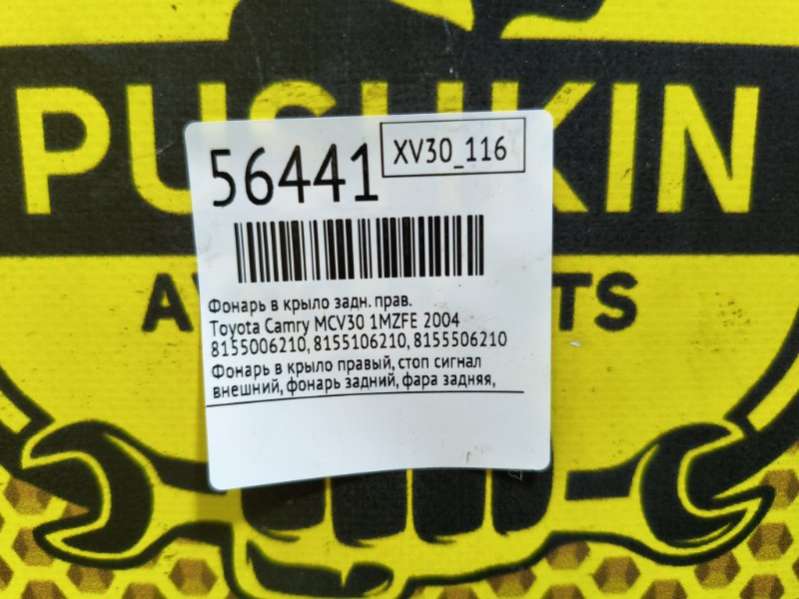 PUSHKIN
56441
XV30_116
Фонарь в крыло задн. прав.
Toyota Camry MCV30 1MZFE 2004
8155006210, 8155106210, 8155506210
Фонарь в крыло правый, стоп сигнал
внешний, фонарь задний, фара задняя,